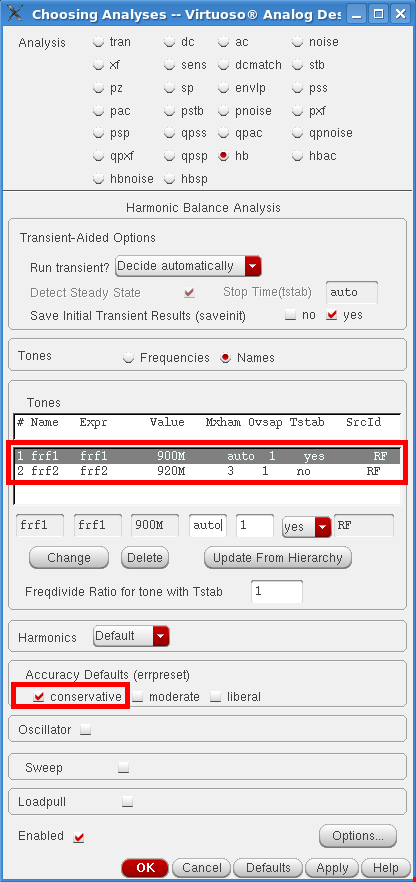 Choosing Analyses -- Virtuoso® Analog Des
Analysis
tran dc ac noise
xf sens dcmatch stb
pz sp envlp pss
pac pstb pnoise pxf
psp qpss qpac qpnoise
qpxf qpsp hb hbac
hbnoise hbsp
Harmonic Balance Analysis
Transient-Aided Options
Run transient? Decide automatically
Detect Steady State Stop Time(tstab) auto
Save Initial Transient Results (saveinit) no yes
Tones Frequencies Names
Tones
# Name Expr Value Mxham Ovsap Tstab SrcId
1 frf1 frf1 900M auto 1 yes RF
2 frf2 frf2 920M 3 1 no RF
frf1 frf1 900M auto 1 yes RF
Change Delete Update From Hierarchy
Freqdivide Ratio for tone with Tstab 1
Harmonics Default
Accuracy Defaults (errpreset)
conservative moderate liberal
Oscillator
Sweep
Loadpull
Enabled Options...
OK Cancel Defaults Apply Help